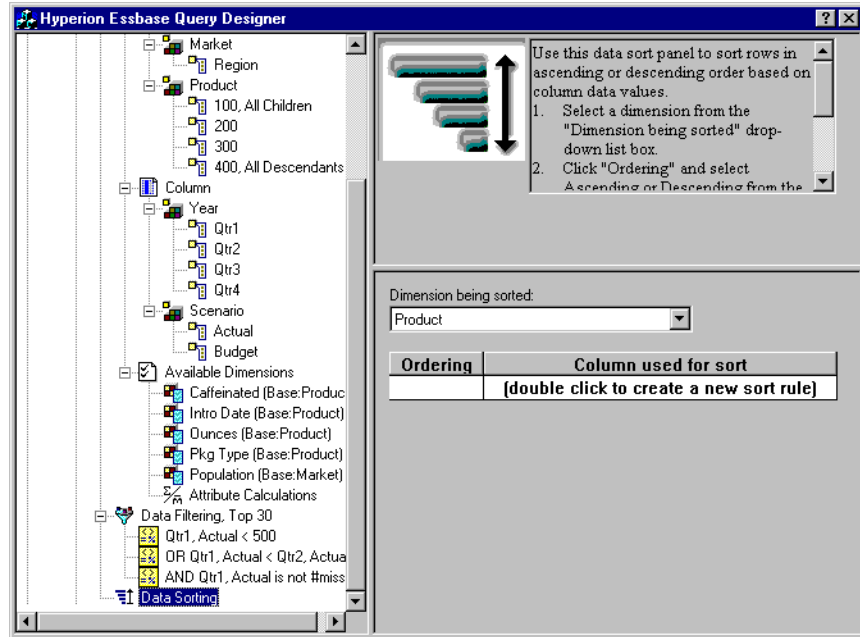 Hyperion Essbase Query Designer
Market
Region
Product
100, All Children
200
300
400, All Descendants
Column
Year
Qtr1
Qtr2
Qtr3
Qtr4
Scenario
Actual
Budget
Available Dimensions
Caffeinated (Base:Produc
Intro Date (Base:Product)
Ounces (Base:Product)
Pkg Type (Base:Product)
Population (Base:Market)
Attribute Calculations
Data Filtering, Top 30
Qtr1, Actual < 500
OR Qtr1, Actual < Qtr2, Actua
AND Qtr1, Actual is not #miss
Data Sorting
Use this data sort panel to sort rows in
ascending or descending order based on
column data values.
1. Select a dimension from the
"Dimension being sorted" drop-
down list box.
2. Click "Ordering" and select
Ascending or Descending from the
Dimension being sorted:
Product
Ordering Column used for sort
(double click to create a new sort rule)